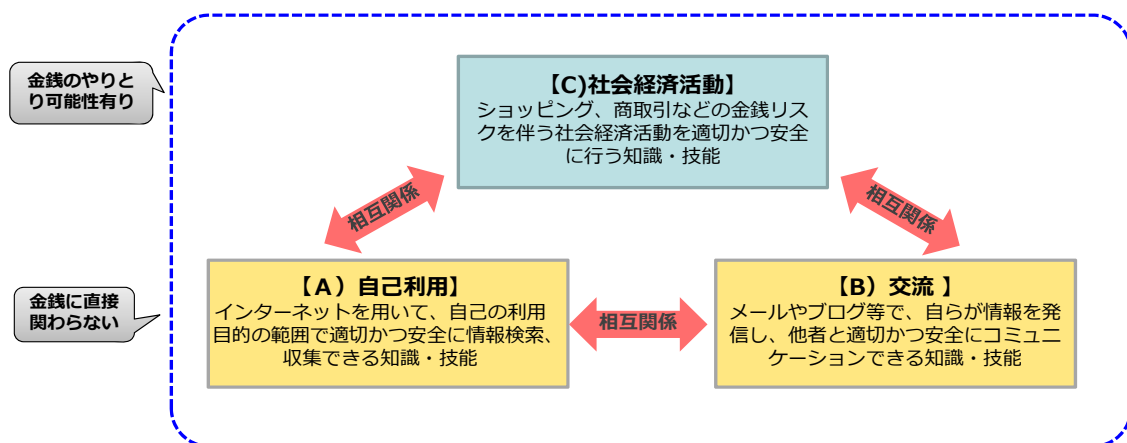 金銭のやりと
り可能性有り
【C)社会経済活動】
ショッピング、商取引などの金銭リス
クを伴う社会経済活動を適切かつ安全
に行う知識・技能
相互関係
相互関係
金銭に直接
関わらない
【A）自己利用】
インターネットを用いて、自己の利用
目的の範囲で適切かつ安全に情報検索、
収集できる知識・技能
相互関係
【B）交流 】
メールやブログ等で、自らが情報を発
信し、他者と適切かつ安全にコミュニ
ケーションできる知識・技能